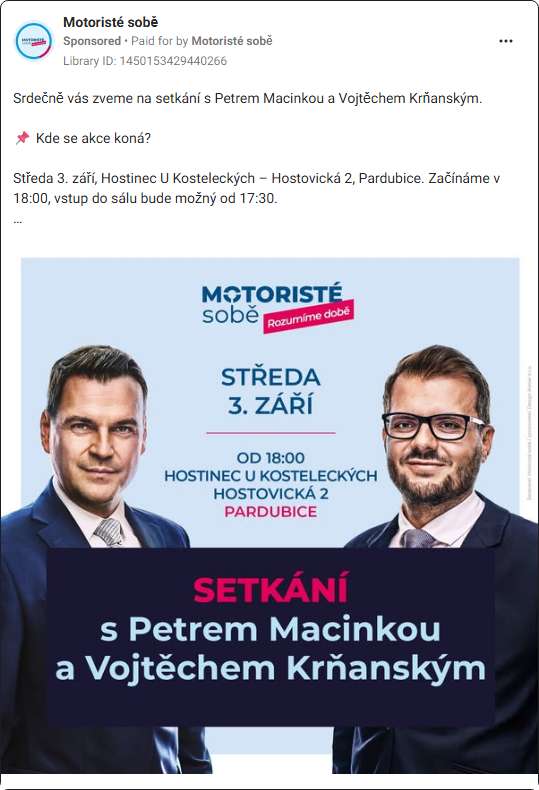 Motoristé sobě
Sponsored • Paid for by Motoristé sobě
Library ID: 1450153429440266
Srdečně vás zveme na setkání s Petrem Macinkou a Vojtěchem Krňanským.
📌 Kde se akce koná?
Středa 3. září, Hostinec U Kosteleckých – Hostovická 2, Pardubice. Začínáme v
18:00, vstup do sálu bude možný od 17:30.
...
MOTORISTÉ
sobě
Rozumíme době
STŘEDA
3. ZÁŘÍ
OD 18:00
HOSTINEC U KOSTELECKÝCH
HOSTOVICKÁ 2
PARDUBICE
SETKÁNÍ
s Petrem Macinkou
a Vojtěchem Krňanským